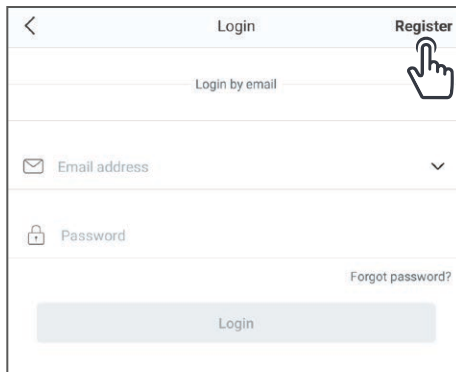 Login
Register
Login by email
Email address
Password
Forgot password?
Login